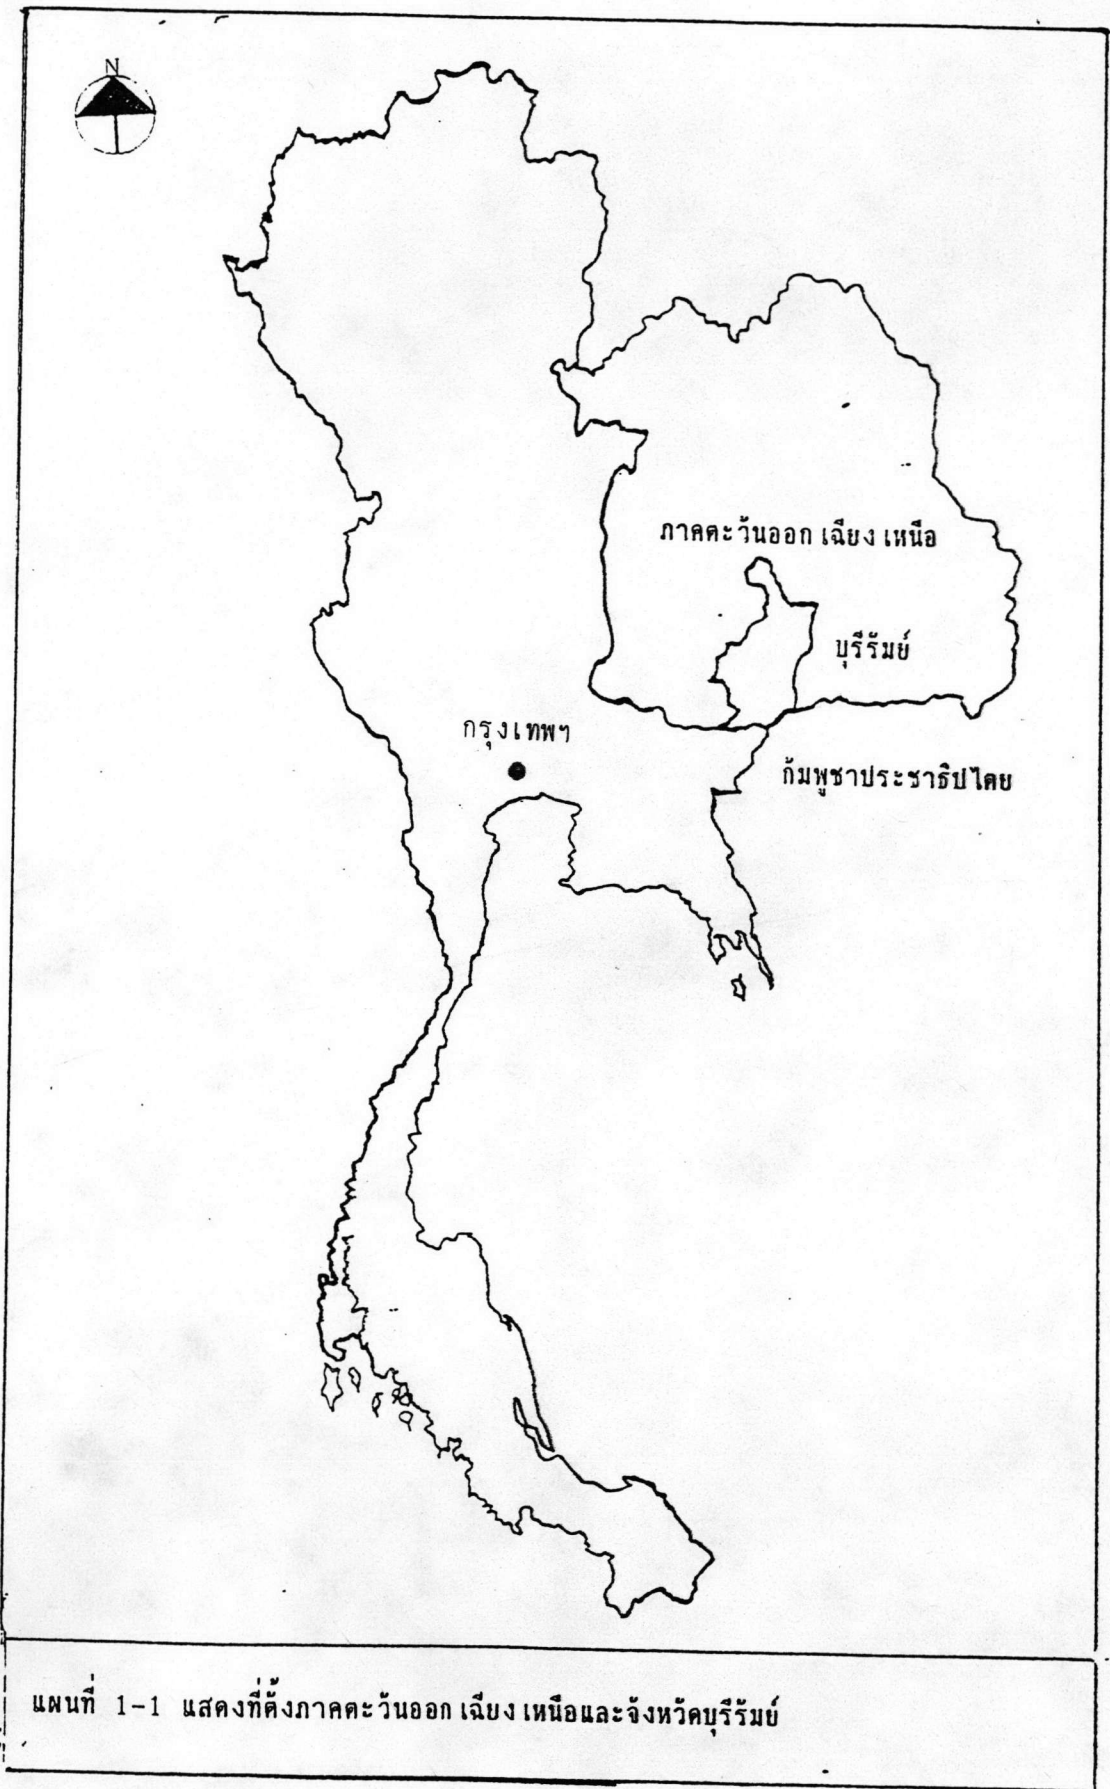 N
ภาคตะวันออกเฉียงเหนือ
บุรีรัมย์
กรุงเทพฯ
กัมพูชาประชาธิปไตย
แผนที่ 1-1 แสดงที่ตั้งภาคตะวันออกเฉียงเหนือและจังหวัดบุรีรัมย์